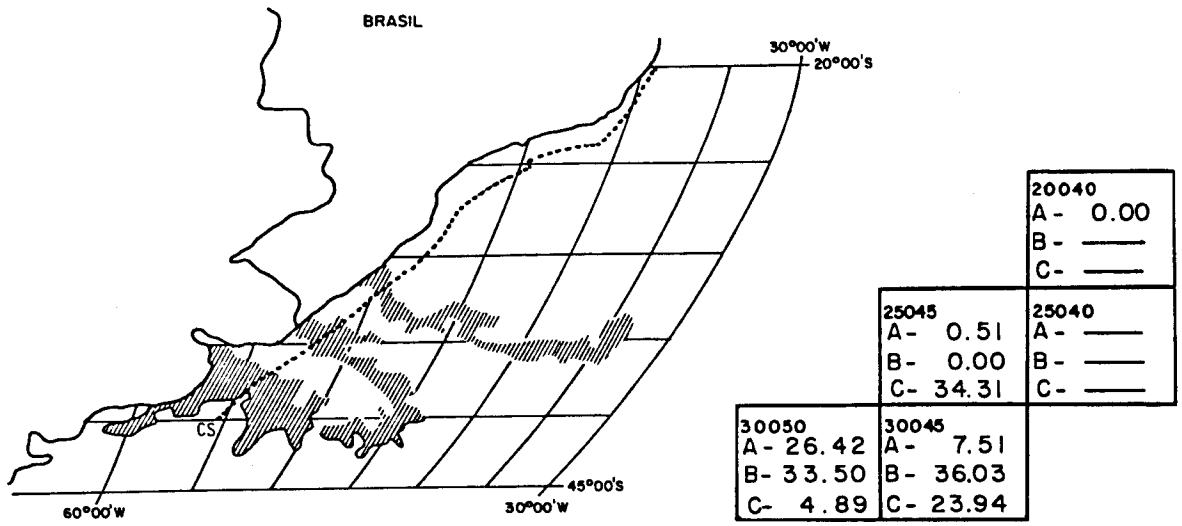 BRASIL
30°00'W
20°00'S
20040
A - 0.00
B -
C -
25045
A - 0.51
B - 0.00
C - 34.31
25040
A -
B -
C -
30050
A - 26.42
B - 33.50
C - 4.89
30045
A - 7.51
B - 36.03
C - 23.94
CS
45°00'S
60°00'W
30°00'W